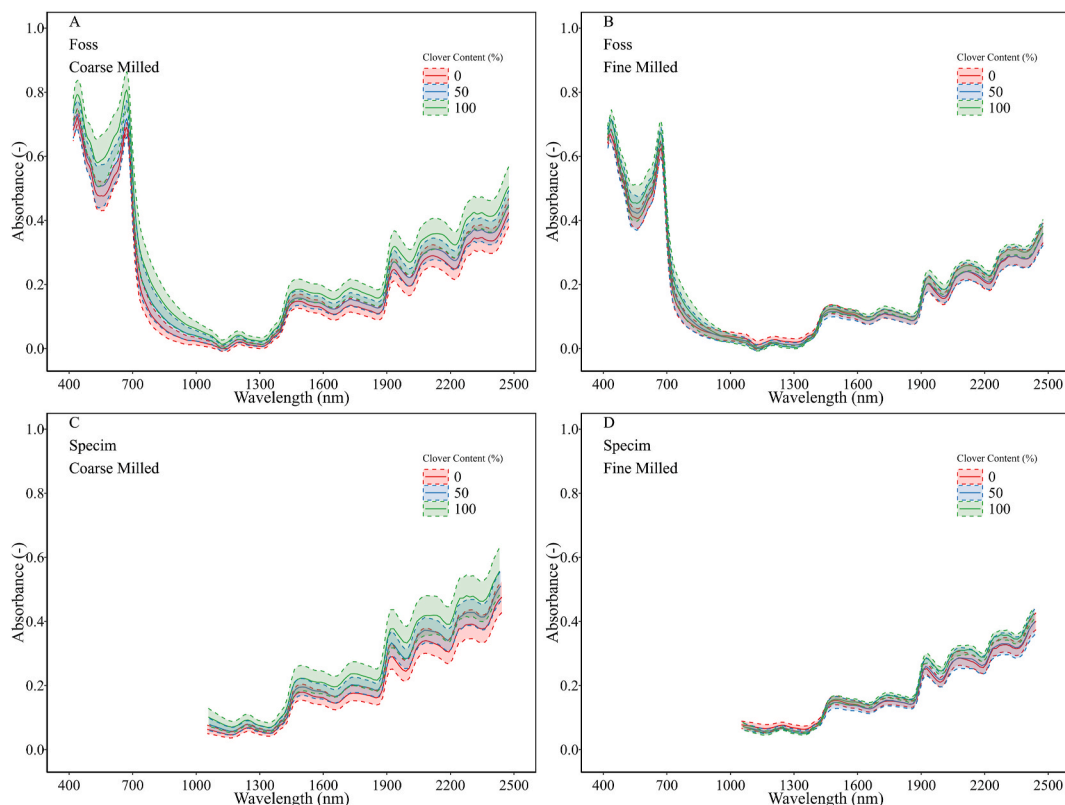 A
Foss
Coarse Milled
Clover Content (%)
0
50
100
1.0
0.8
0.6
0.4
0.2
0.0
Absorbance (-)
400 700 1000 1300 1600 1900 2200 2500
Wavelength (nm)
B
Foss
Fine Milled
Clover Content (%)
0
50
100
1.0
0.8
0.6
0.4
0.2
0.0
Absorbance (-)
400 700 1000 1300 1600 1900 2200 2500
Wavelength (nm)
C
Specim
Coarse Milled
Clover Content (%)
0
50
100
1.0
0.8
0.6
0.4
0.2
0.0
Absorbance (-)
400 700 1000 1300 1600 1900 2200 2500
Wavelength (nm)
D
Specim
Fine Milled
Clover Content (%)
0
50
100
1.0
0.8
0.6
0.4
0.2
0.0
Absorbance (-)
400 700 1000 1300 1600 1900 2200 2500
Wavelength (nm)